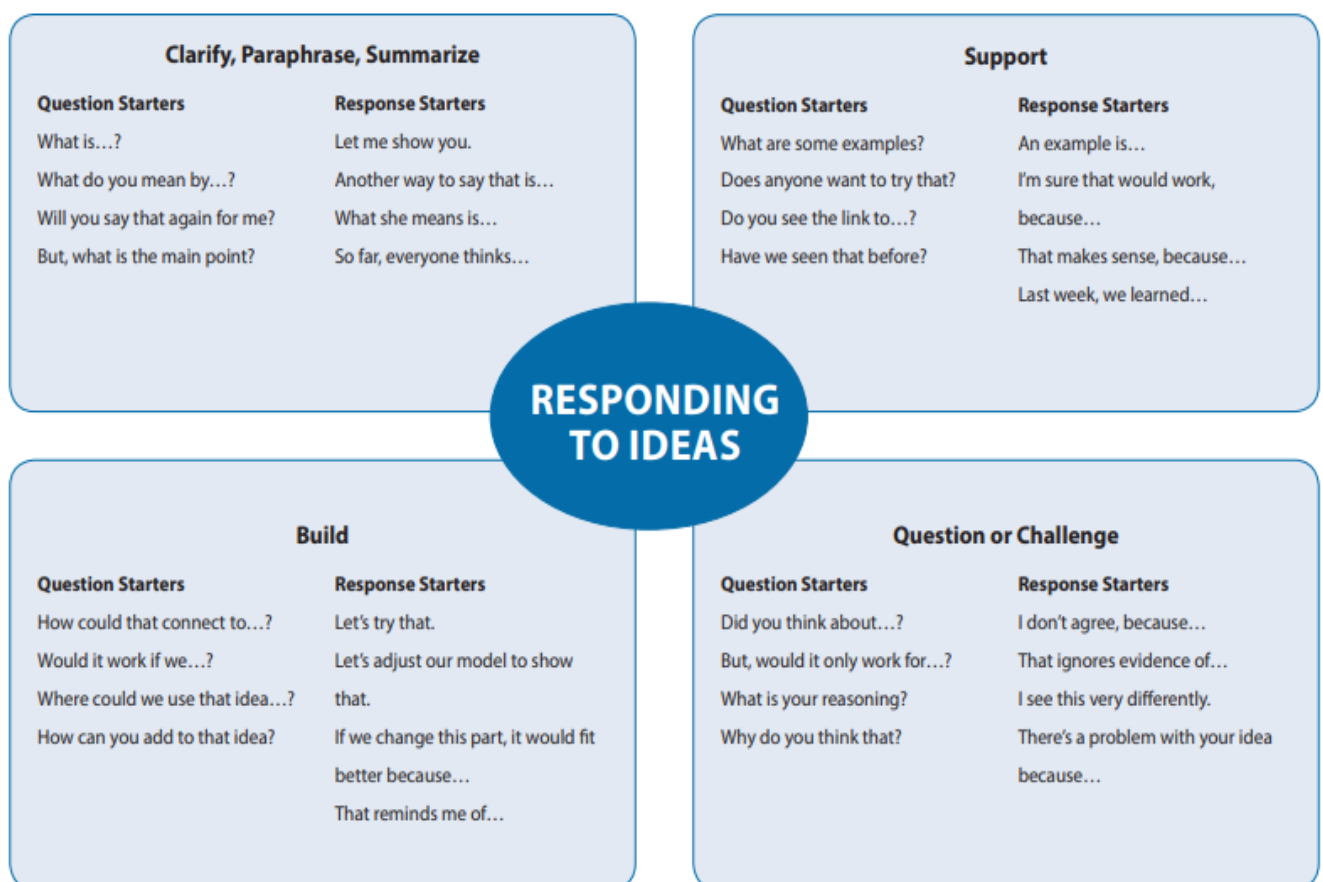 Clarify, Paraphrase, Summarize
Question Starters
What is…?
What do you mean by…?
Will you say that again for me?
But, what is the main point?
Response Starters
Let me show you.
Another way to say that is…
What she means is…
So far, everyone thinks…
Support
Question Starters
What are some examples?
Does anyone want to try that?
Do you see the link to…?
Have we seen that before?
Response Starters
An example is…
I'm sure that would work,
because…
That makes sense, because…
Last week, we learned…
RESPONDING
TO IDEAS
Build
Question Starters
How could that connect to…?
Would it work if we…?
Where could we use that idea…?
How can you add to that idea?
Response Starters
Let's try that.
Let's adjust our model to show
that.
If we change this part, it would fit
better because…
That reminds me of…
Question or Challenge
Question Starters
Did you think about…?
But, would it only work for…?
What is your reasoning?
Why do you think that?
Response Starters
I don't agree, because…
That ignores evidence of…
I see this very differently.
There's a problem with your idea
because…